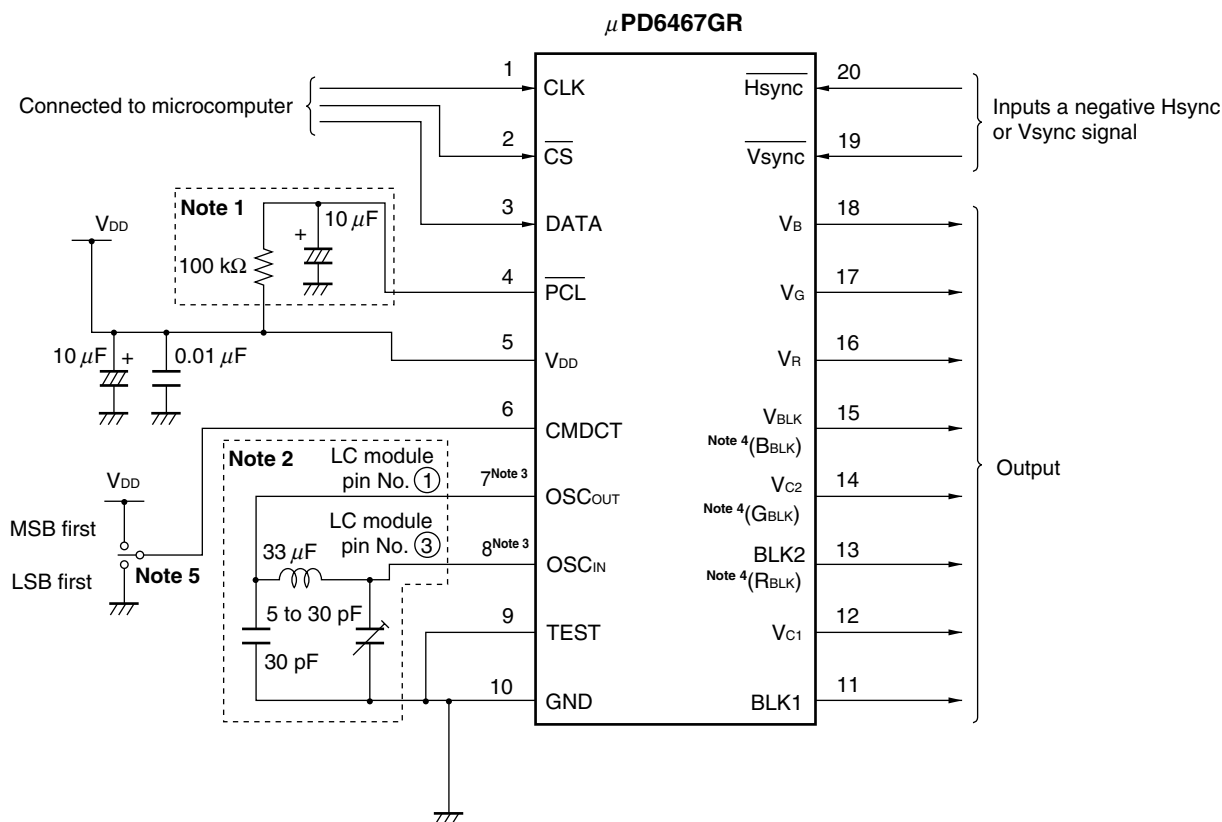 μPD6467GR
Connected to microcomputer
1
CLK
2
CS
3
DATA
4
PCL
5
VDD
6
CMDCT
7 Note 3
OSCOUT
8 Note 3
OSCIN
9
TEST
10
GND
Note 1
VDD
10 μF
+
100 kΩ
10 μF
+
0.01 μF
Note 2
LC module
pin No. ①
LC module
pin No. ③
33 μF
5 to 30 pF
30 pF
VDD
MSB first
LSB first
Note 5
20
Hsync
19
Vsync
Inputs a negative Hsync
or Vsync signal
18
VB
17
VG
16
VR
15
VBLK
Note 4 (BBLK)
14
VC2
Note 4 (GBLK)
13
BLK2
Note 4 (RBLK)
12
VC1
11
BLK1
Output